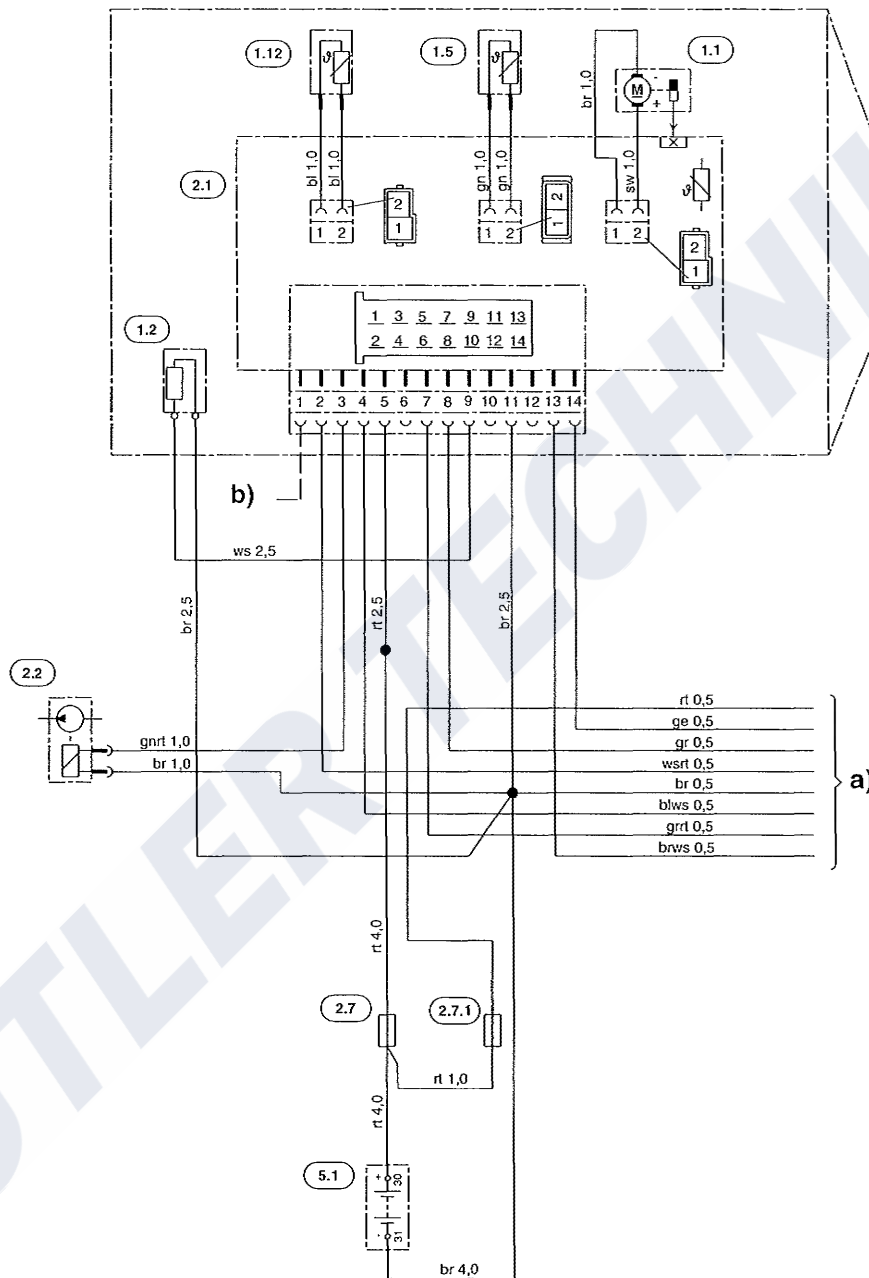 1.12
1.5
1.1
br 1,0
M
-
+
2.1
bl 1,0
bl 1,0
gn 1,0
gn 1,0
sw 1,0
ϑ
ϑ
ϑ
1 2
2
1
1 2
2
1
1 2
2
1
1.2
1 3 5 7 9 11 13
2 4 6 8 10 12 14
1 2 3 4 5 6 7 8 9 10 11 12 13 14
b)
ws 2,5
br 2,5
rt 2,5
br 2,5
2.2
gnrt 1,0
br 1,0
rt 0,5
ge 0,5
gr 0,5
wsrt 0,5
br 0,5
blws 0,5
grrt 0,5
brws 0,5
a)
rt 4,0
2.7
2.7.1
rt 1,0
rt 4,0
5.1
+
30
-
31
br 4,0
TLER TECHNI